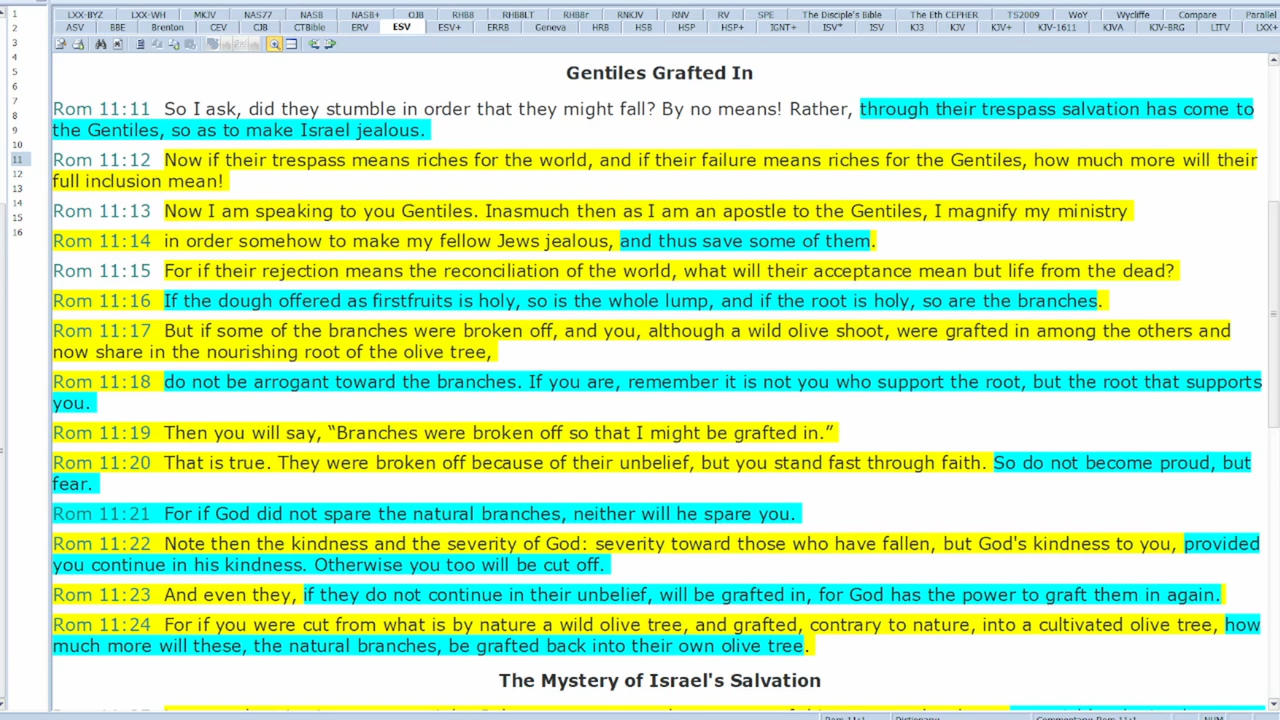 LXX-BYZ LXX-WH MKJV NAS77 NASB NASB+ OJB RHB8 RHB8LT RHB8r RNKJV RNV RV SPE The Disciple's Bible The Eth CEPHER TS2009 WoY Wycliffe Compare Parallel
ASV BBE Brenton CEV CJB CTBible ERV ESV ESV+ ERRB Geneva HRB HSB HSP HSP+ IGNT+ ISV™ ISV KJ3 KJV KJV+ KJV-1611 KJVA KJV-BRG LITV LXX+
1
2
3
4
5
6
7
8
9
10
11
12
13
14
15
16
Gentiles Grafted In
Rom 11:11 So I ask, did they stumble in order that they might fall? By no means! Rather, through their trespass salvation has come to
the Gentiles, so as to make Israel jealous.
Rom 11:12 Now if their trespass means riches for the world, and if their failure means riches for the Gentiles, how much more will their
full inclusion mean!
Rom 11:13 Now I am speaking to you Gentiles. Inasmuch then as I am an apostle to the Gentiles, I magnify my ministry
Rom 11:14 in order somehow to make my fellow Jews jealous, and thus save some of them.
Rom 11:15 For if their rejection means the reconciliation of the world, what will their acceptance mean but life from the dead?
Rom 11:16 If the dough offered as firstfruits is holy, so is the whole lump, and if the root is holy, so are the branches.
Rom 11:17 But if some of the branches were broken off, and you, although a wild olive shoot, were grafted in among the others and
now share in the nourishing root of the olive tree,
Rom 11:18 do not be arrogant toward the branches. If you are, remember it is not you who support the root, but the root that supports
you.
Rom 11:19 Then you will say, “Branches were broken off so that I might be grafted in.”
Rom 11:20 That is true. They were broken off because of their unbelief, but you stand fast through faith. So do not become proud, but
fear.
Rom 11:21 For if God did not spare the natural branches, neither will he spare you.
Rom 11:22 Note then the kindness and the severity of God: severity toward those who have fallen, but God's kindness to you, provided
you continue in his kindness. Otherwise you too will be cut off.
Rom 11:23 And even they, if they do not continue in their unbelief, will be grafted in, for God has the power to graft them in again.
Rom 11:24 For if you were cut from what is by nature a wild olive tree, and grafted, contrary to nature, into a cultivated olive tree, how
much more will these, the natural branches, be grafted back into their own olive tree.
The Mystery of Israel's Salvation